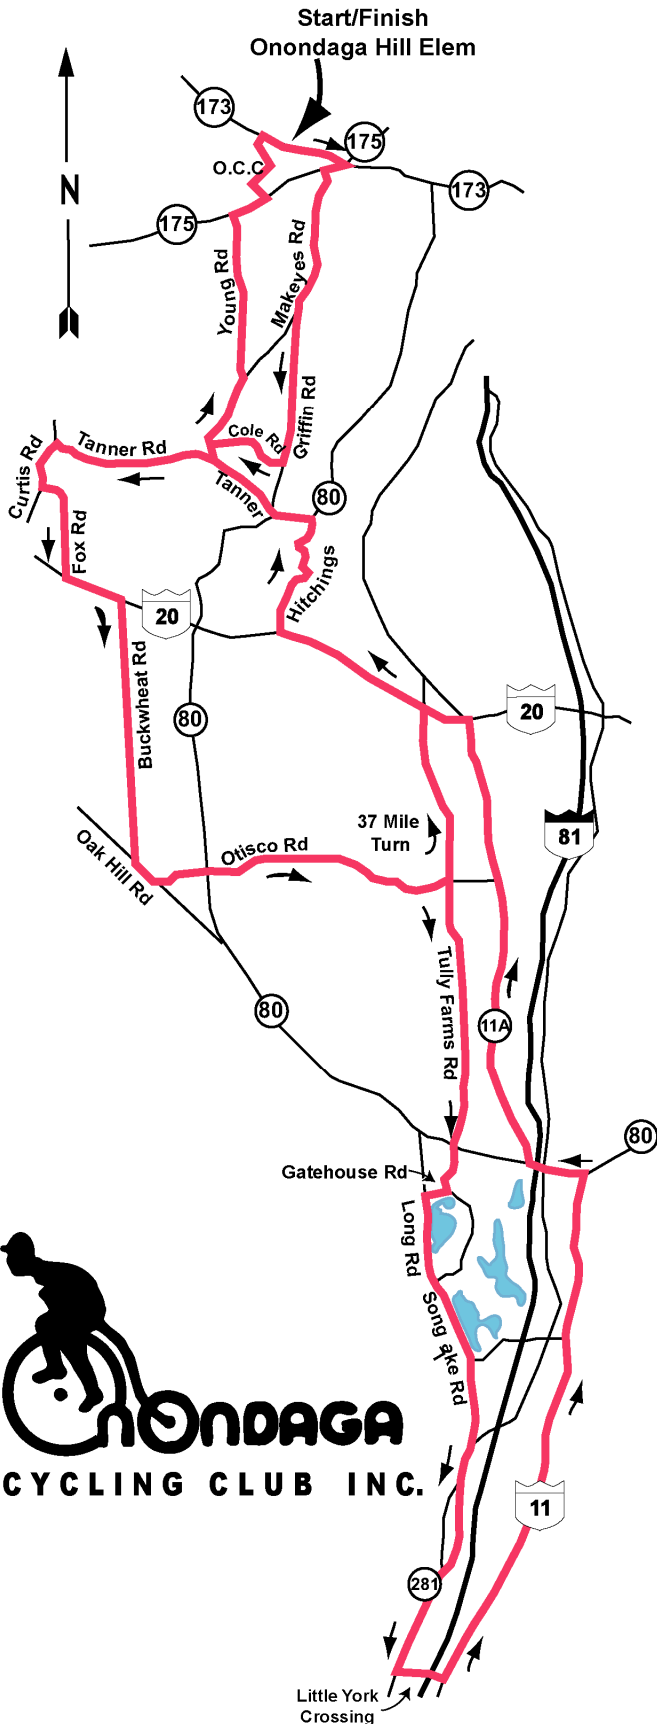 Start/Finish
Onondaga Hill Elem
173
175
O.C.C
173
175
N
Young Rd
Makeyes Rd
Griffin Rd
Cole Rd
Tanner Rd
Curtis Rd
Tanner
80
Fox Rd
Hitchings
20
Buckwheat Rd
80
20
37 Mile
Turn
81
Oak Hill Rd
Otisco Rd
Tully Farms Rd
80
11A
80
Gatehouse Rd
Long Rd
Song ake Rd
OnONDAGA
CYCLING CLUB INC.
11
281
Little York
Crossing